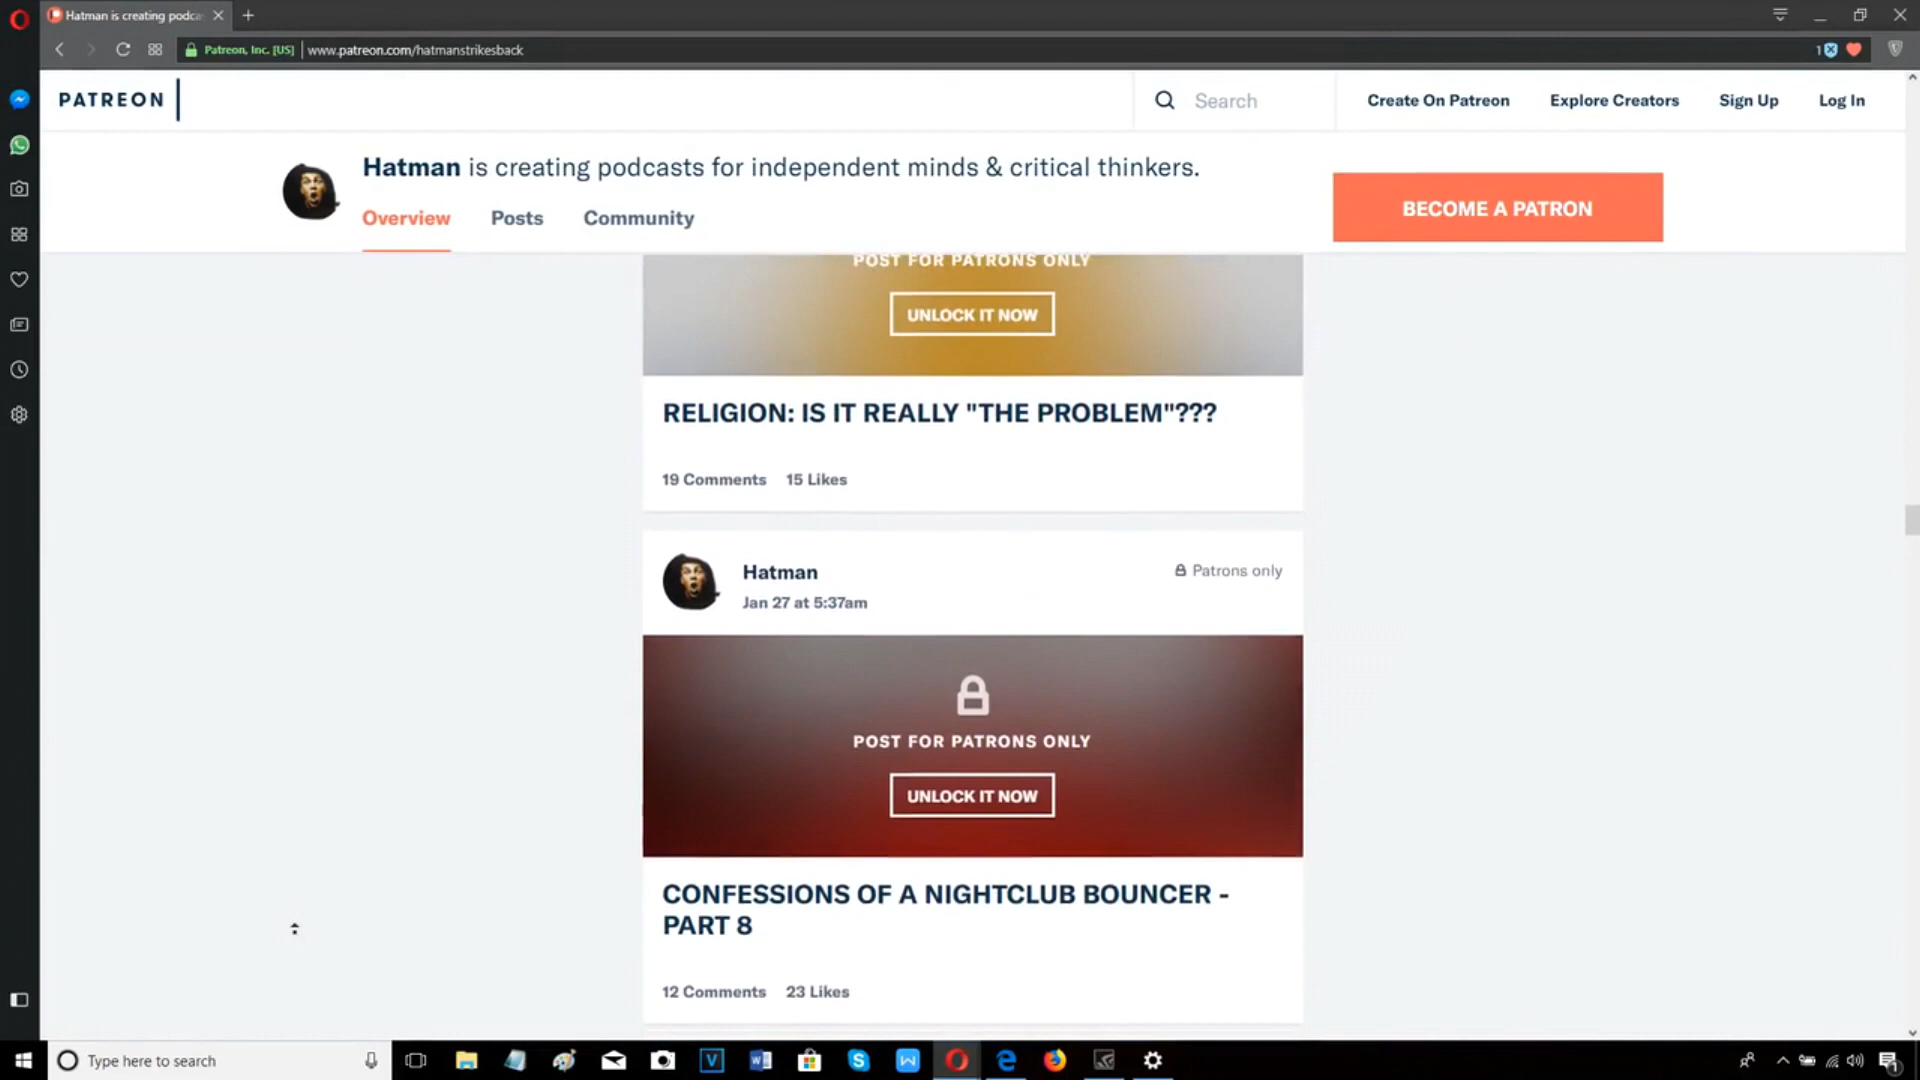 Hatman is creating podca
Patreon, Inc. [US] www.patreon.com/hatmanstrikesback
1
PATREON
Search
Create On Patreon
Explore Creators
Sign Up
Log In
Hatman is creating podcasts for independent minds & critical thinkers.
Overview
Posts
Community
BECOME A PATRON
POST FOR PATRONS ONLY
UNLOCK IT NOW
RELIGION: IS IT REALLY "THE PROBLEM"???
19 Comments 15 Likes
Hatman
Patrons only
Jan 27 at 5:37am
POST FOR PATRONS ONLY
UNLOCK IT NOW
CONFESSIONS OF A NIGHTCLUB BOUNCER -
PART 8
12 Comments 23 Likes
Type here to search